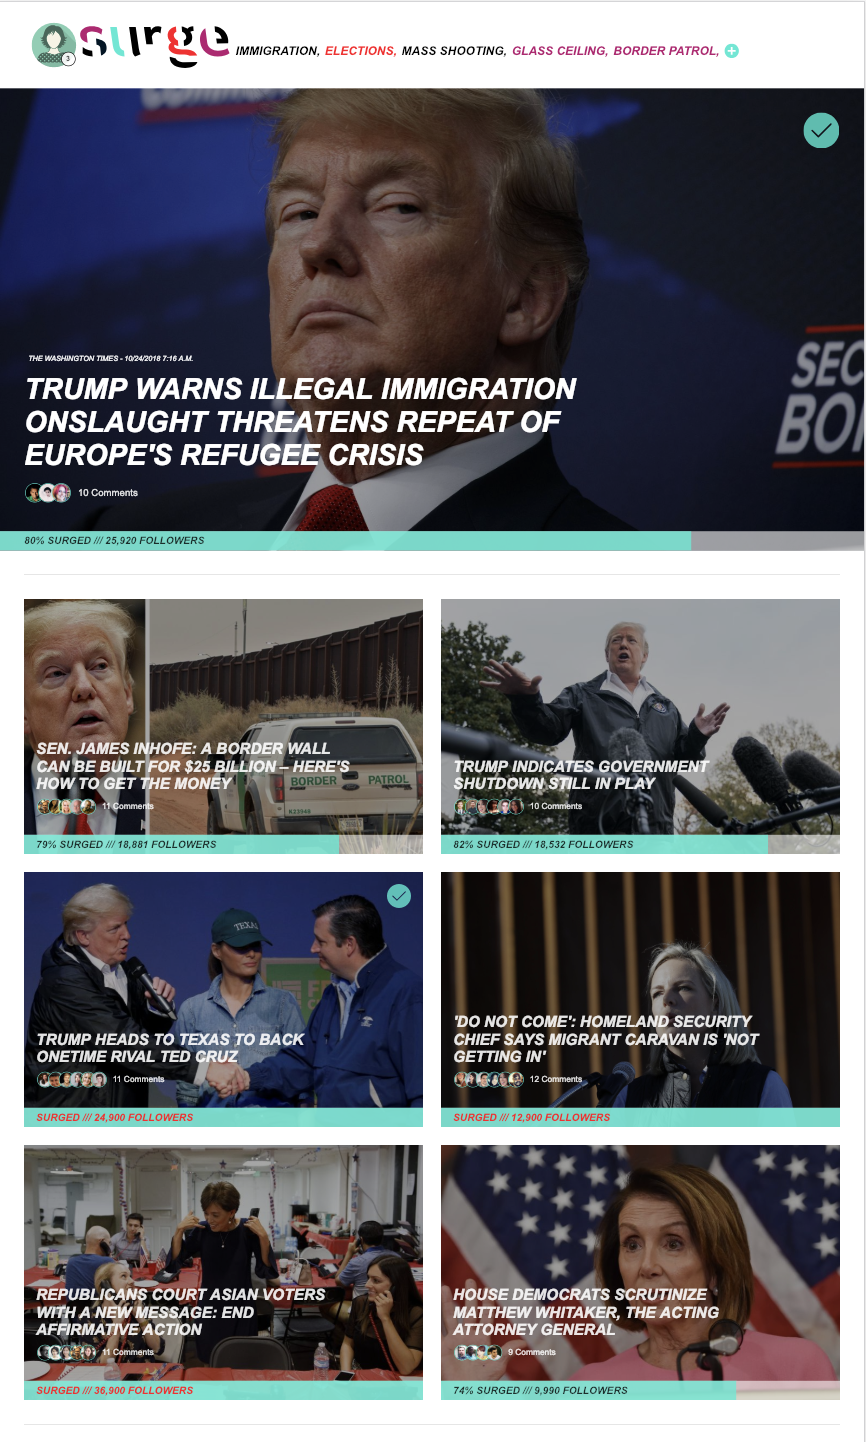 surge
3
IMMIGRATION, ELECTIONS, MASS SHOOTING, GLASS CEILING, BORDER PATROL,
SEC
BO
THE WASHINGTON TIMES - 10/24/2018 7:16 A.M.
TRUMP WARNS ILLEGAL IMMIGRATION
ONSLAUGHT THREATENS REPEAT OF
EUROPE'S REFUGEE CRISIS
10 Comments
80% SURGED /// 25,920 FOLLOWERS
SEN. JAMES INHOFE: A BORDER WALL
CAN BE BUILT FOR $25 BILLION – HERE'S
HOW TO GET THE MONEY
BORDER PATROL
11 Comments
79% SURGED /// 18,881 FOLLOWERS
TRUMP INDICATES GOVERNMENT
SHUTDOWN STILL IN PLAY
10 Comments
82% SURGED /// 18,532 FOLLOWERS
TEXAS
TRUMP HEADS TO TEXAS TO BACK
ONETIME RIVAL TED CRUZ
11 Comments
SURGED /// 24,900 FOLLOWERS
'DO NOT COME': HOMELAND SECURITY
CHIEF SAYS MIGRANT CARAVAN IS 'NOT
GETTING IN'
12 Comments
SURGED /// 12,900 FOLLOWERS
REPUBLICANS COURT ASIAN VOTERS
WITH A NEW MESSAGE: END
AFFIRMATIVE ACTION
11 Comments
SURGED /// 36,900 FOLLOWERS
HOUSE DEMOCRATS SCRUTINIZE
MATTHEW WHITAKER, THE ACTING
ATTORNEY GENERAL
9 Comments
74% SURGED /// 9,990 FOLLOWERS